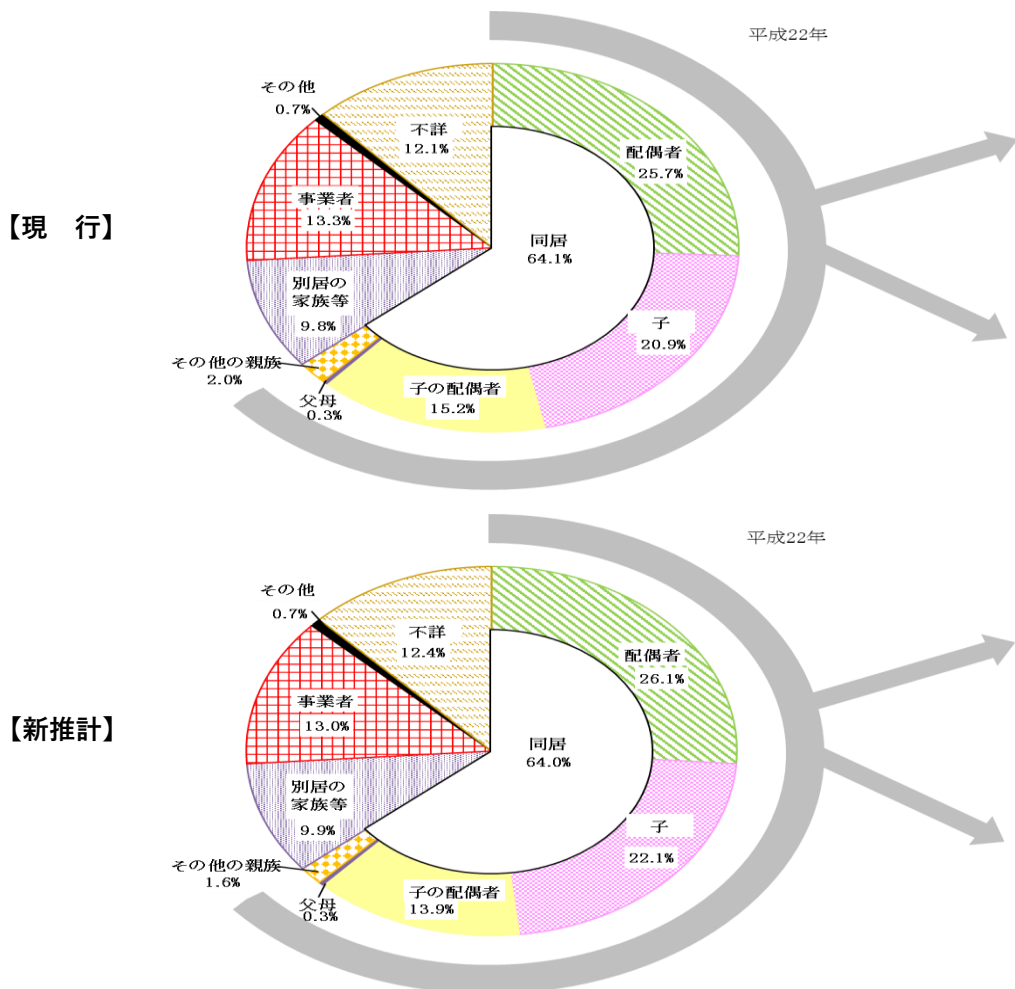 平成22年
【現　行】
その他
0.7%
不詳
12.1%
配偶者
25.7%
事業者
13.3%
同居
64.1%
別居の
家族等
9.8%
子
20.9%
その他の親族
2.0%
子の配偶者
15.2%
父母
0.3%
平成22年
【新推計】
その他
0.7%
不詳
12.4%
配偶者
26.1%
事業者
13.0%
同居
64.0%
別居の
家族等
9.9%
子
22.1%
その他の親族
1.6%
子の配偶者
13.9%
父母
0.3%